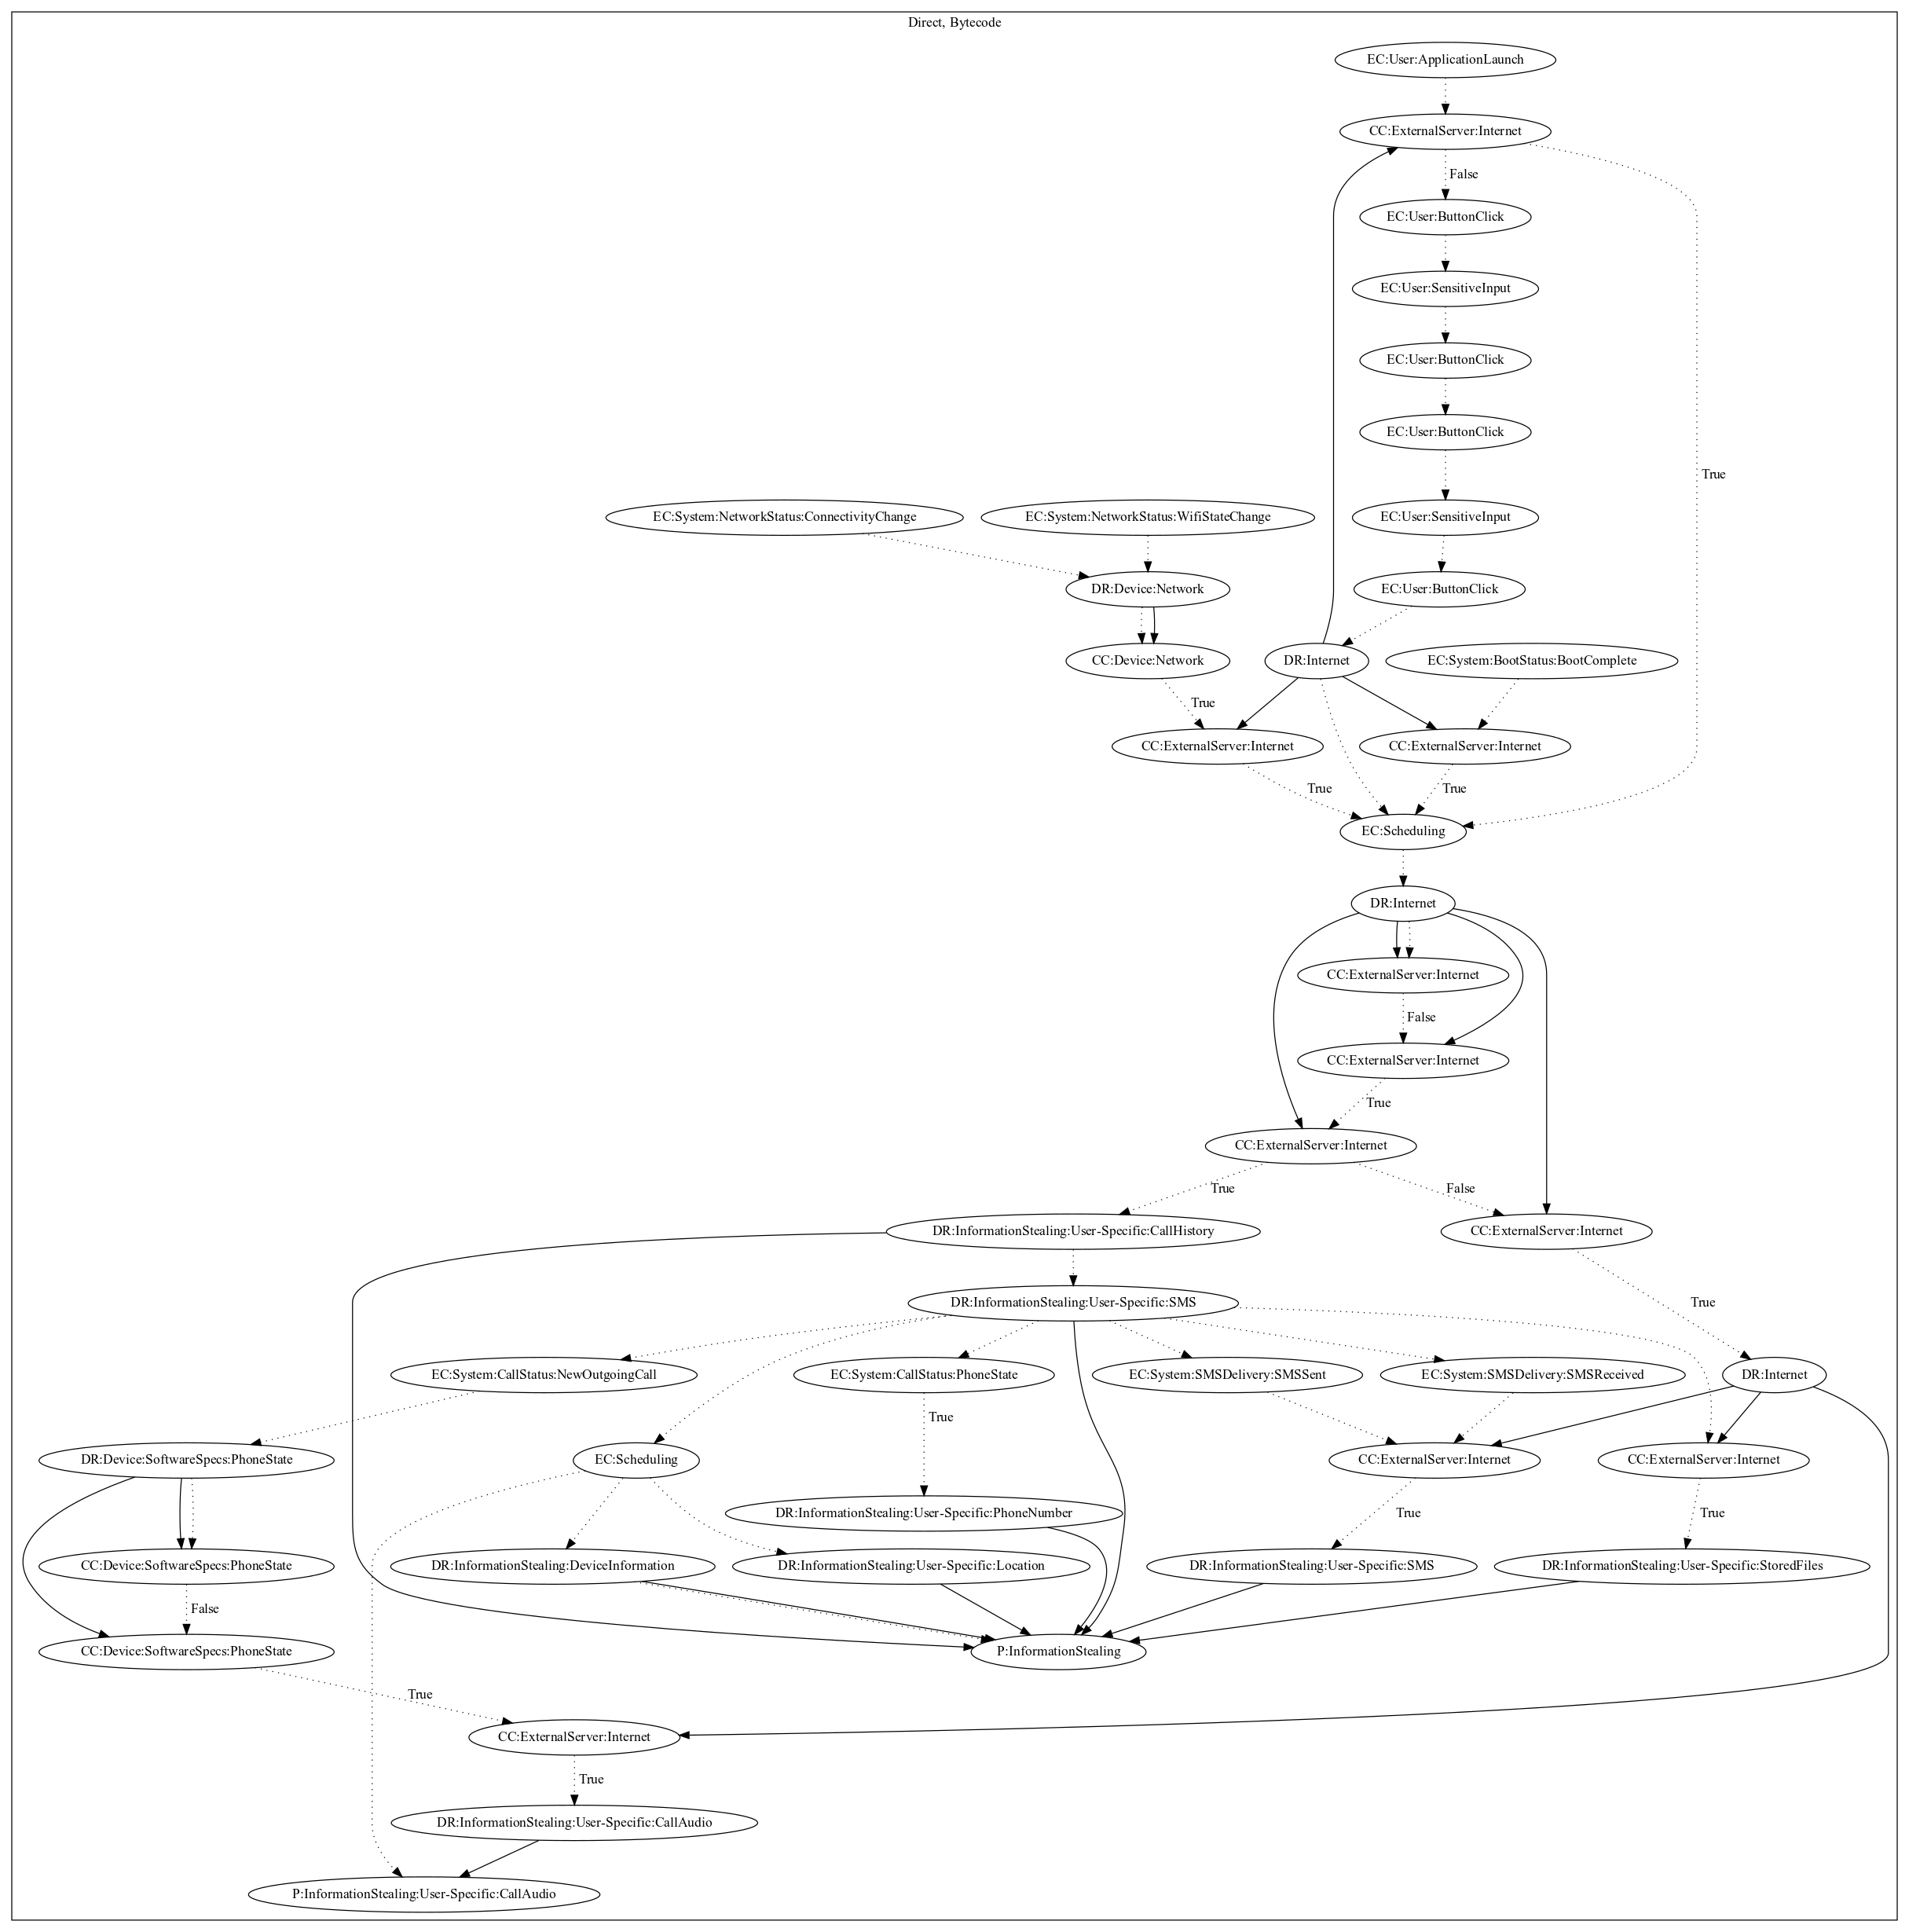 Direct, Bytecode
EC:User:ApplicationLaunch
CC:ExternalServer:Internet
False
EC:User:ButtonClick
EC:User:SensitiveInput
EC:User:ButtonClick
EC:User:ButtonClick
True
EC:System:NetworkStatus:ConnectivityChange
EC:System:NetworkStatus:WifiStateChange
EC:User:SensitiveInput
DR:Device:Network
EC:User:ButtonClick
CC:Device:Network
DR:Internet
EC:System:BootStatus:BootComplete
True
CC:ExternalServer:Internet
CC:ExternalServer:Internet
True
True
EC:Scheduling
DR:Internet
CC:ExternalServer:Internet
False
CC:ExternalServer:Internet
True
CC:ExternalServer:Internet
True
False
DR:InformationStealing:User-Specific:CallHistory
CC:ExternalServer:Internet
DR:InformationStealing:User-Specific:SMS
True
EC:System:CallStatus:NewOutgoingCall
EC:System:CallStatus:PhoneState
EC:System:SMSDelivery:SMSSent
EC:System:SMSDelivery:SMSReceived
DR:Internet
True
DR:Device:SoftwareSpecs:PhoneState
EC:Scheduling
CC:ExternalServer:Internet
CC:ExternalServer:Internet
DR:InformationStealing:User-Specific:PhoneNumber
True
True
CC:Device:SoftwareSpecs:PhoneState
DR:InformationStealing:DeviceInformation
DR:InformationStealing:User-Specific:Location
DR:InformationStealing:User-Specific:SMS
DR:InformationStealing:User-Specific:StoredFiles
False
CC:Device:SoftwareSpecs:PhoneState
P:InformationStealing
True
CC:ExternalServer:Internet
True
DR:InformationStealing:User-Specific:CallAudio
P:InformationStealing:User-Specific:CallAudio